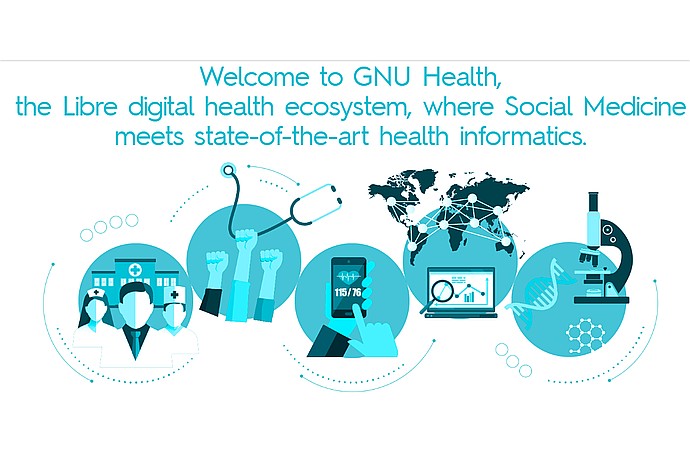 Welcome to GNU Health,
the Libre digital health ecosystem, where Social Medicine
meets state-of-the-art health informatics.
115/76